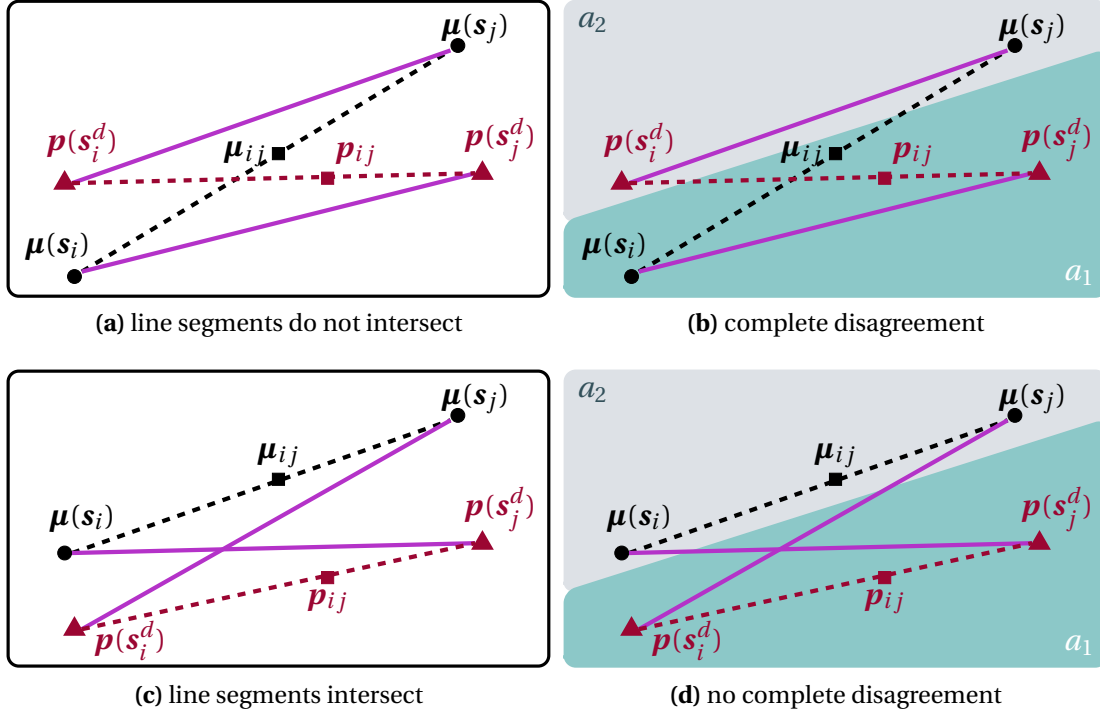 μ(s_j)
p(s_i^d)
μ_ij
p_ij
p(s_j^d)
μ(s_i)
(a) line segments do not intersect
a_2
μ(s_j)
p(s_i^d)
μ_ij
p_ij
p(s_j^d)
μ(s_i)
a_1
(b) complete disagreement
μ(s_j)
μ_ij
μ(s_i)
p(s_j^d)
p_ij
p(s_i^d)
(c) line segments intersect
a_2
μ(s_j)
μ_ij
μ(s_i)
p(s_j^d)
p_ij
p(s_i^d)
a_1
(d) no complete disagreement